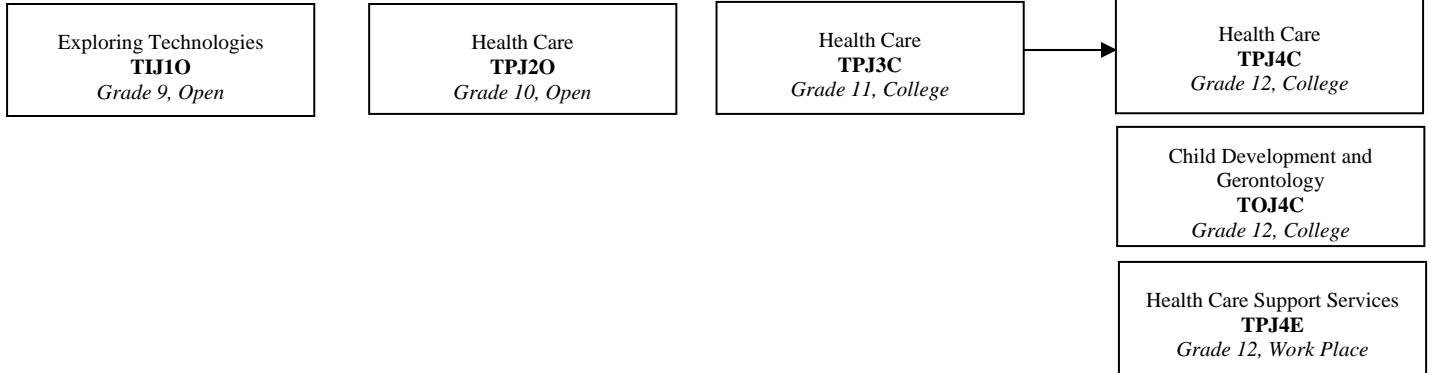 Exploring Technologies
TIJ1O
Grade 9, Open
Health Care
TPJ2O
Grade 10, Open
Health Care
TPJ3C
Grade 11, College
Health Care
TPJ4C
Grade 12, College
Child Development and
Gerontology
TOJ4C
Grade 12, College
Health Care Support Services
TPJ4E
Grade 12, Work Place